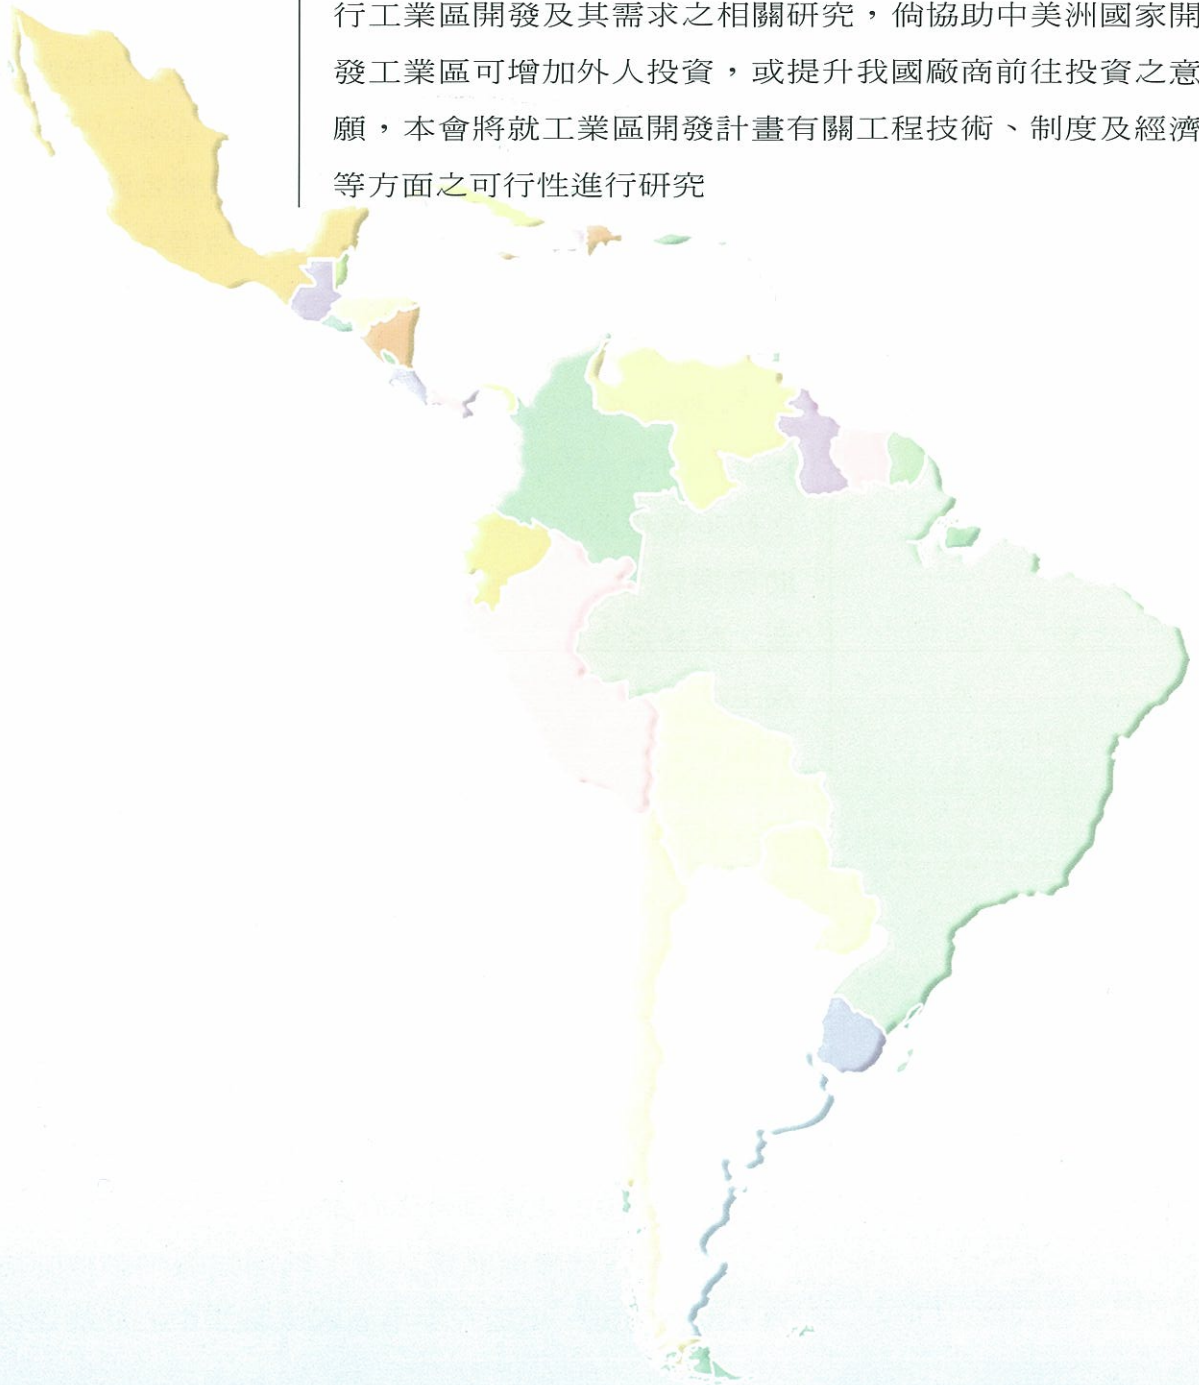 行工業區開發及其需求之相關研究，倘協助中美洲國家開
發工業區可增加外人投資，或提升我國廠商前往投資之意
願，本會將就工業區開發計畫有關工程技術、制度及經濟
等方面之可行性進行研究